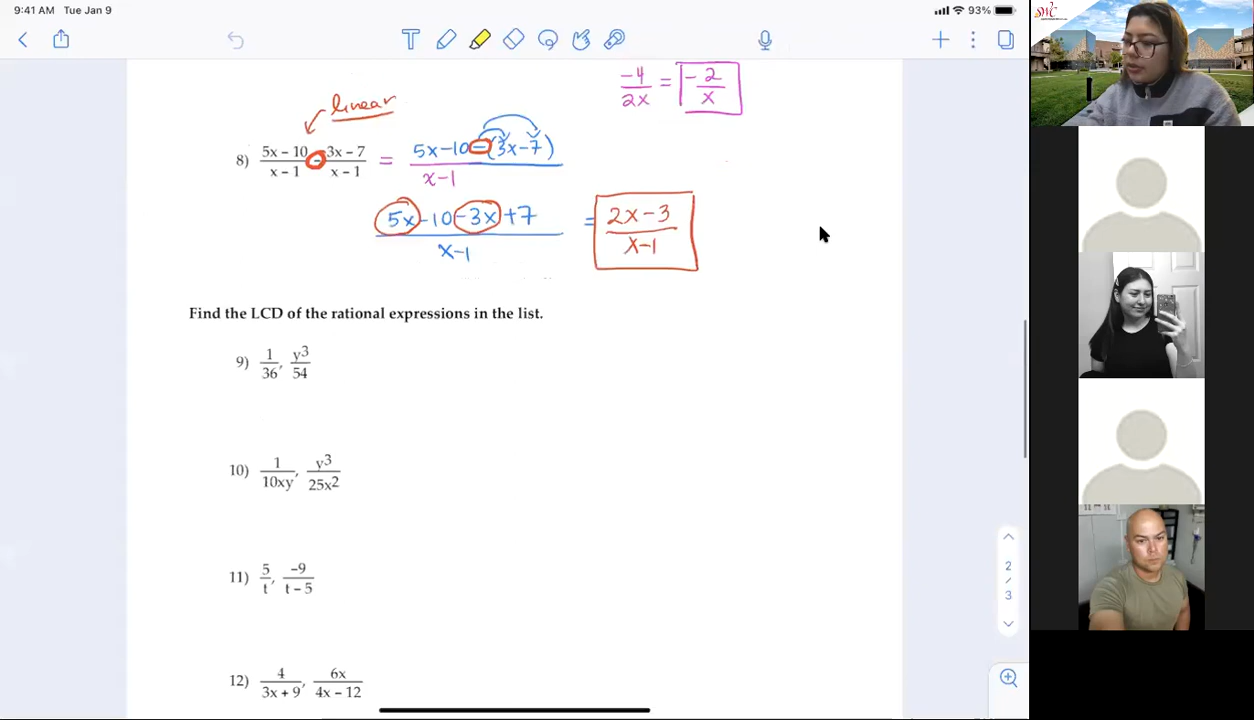 9:41 AM Tue Jan 9 93%
T
SWC
-4/2x = -2/x
linear
8) (5x – 10)/(x – 1) - (3x – 7)/(x – 1) = (5x-10-(3x-7))/(x-1)
(5x-10-3x+7)/(x-1) = (2x-3)/(x-1)
Find the LCD of the rational expressions in the list.
9) 1/36, y3/54
10) 1/10xy, y3/25x2
11) 5/t, -9/(t – 5)
12) 4/(3x + 9), 6x/(4x – 12)
2 / 3